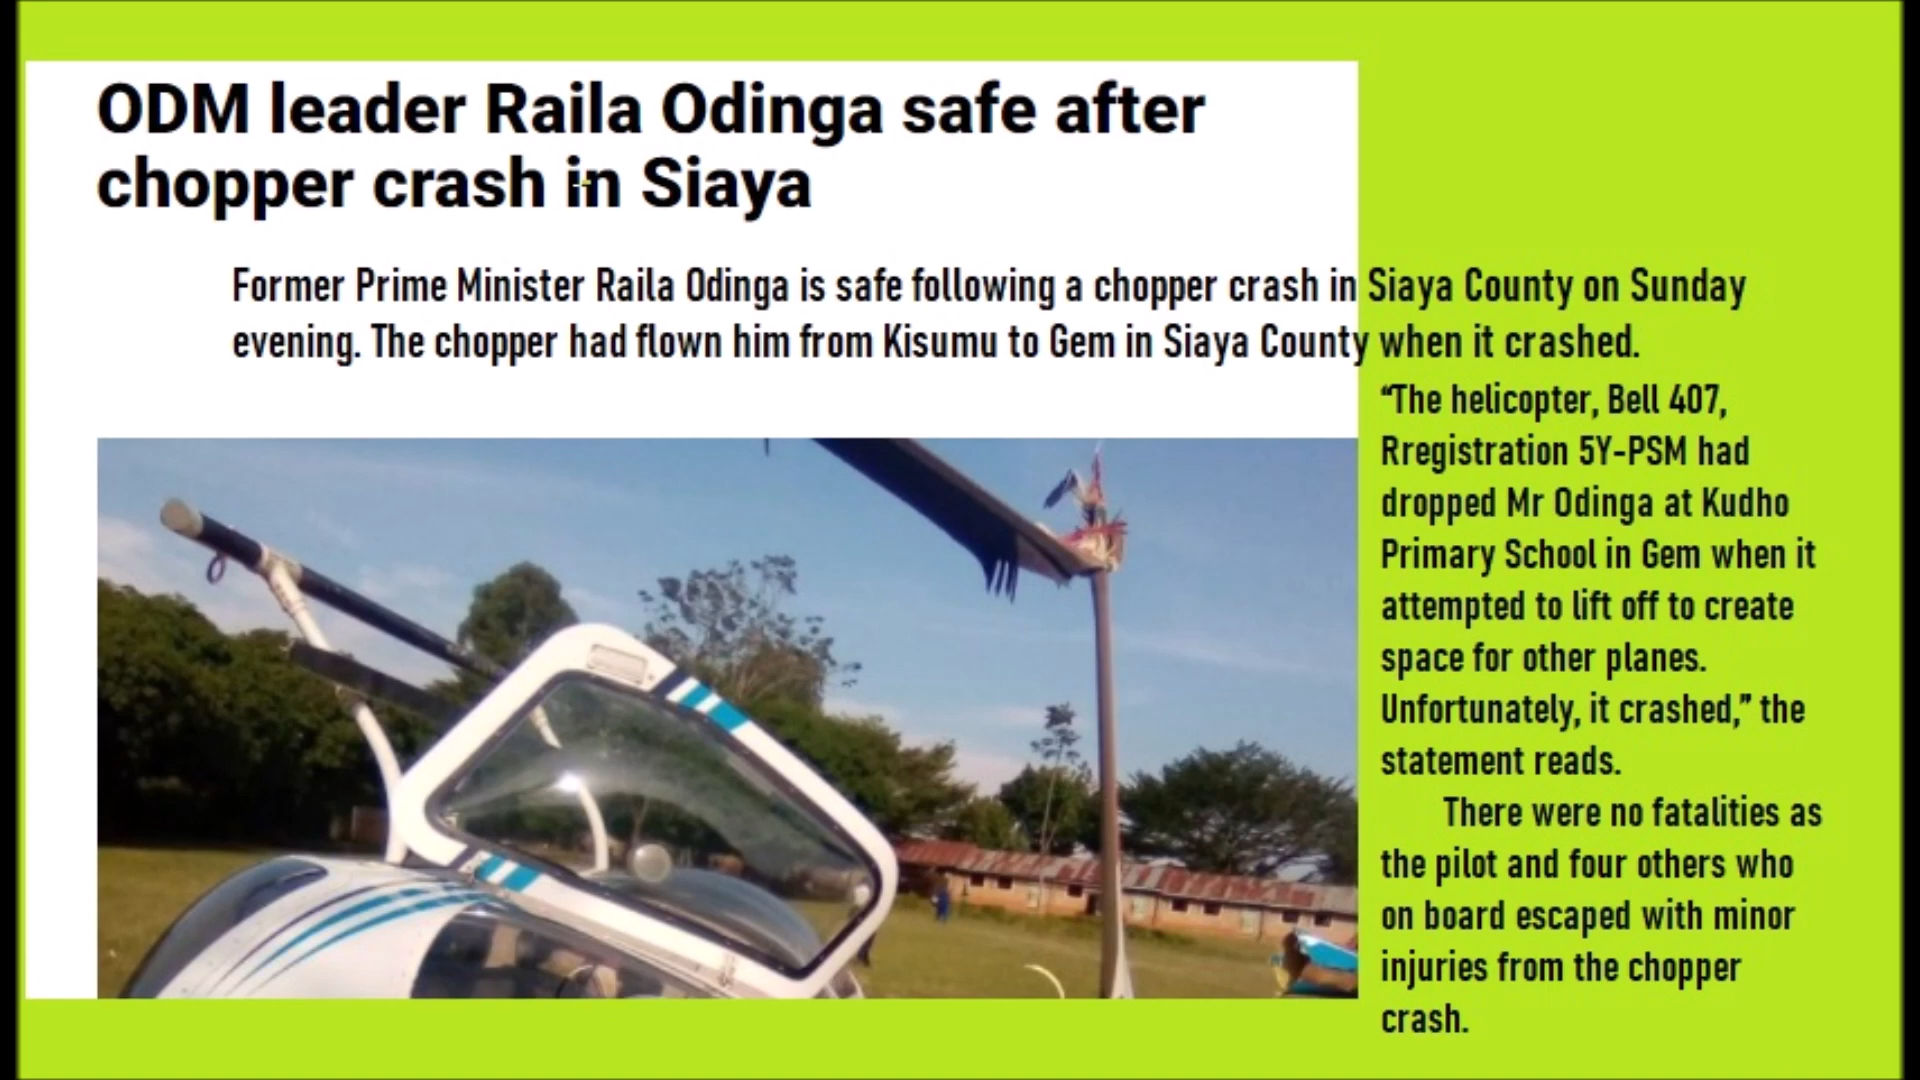 ODM leader Raila Odinga safe after
chopper crash in Siaya
Former Prime Minister Raila Odinga is safe following a chopper crash in Siaya County on Sunday
evening. The chopper had flown him from Kisumu to Gem in Siaya County when it crashed.
“The helicopter, Bell 407,
Rregistration 5Y-PSM had
dropped Mr Odinga at Kudho
Primary School in Gem when it
attempted to lift off to create
space for other planes.
Unfortunately, it crashed,” the
statement reads.
There were no fatalities as
the pilot and four others who
on board escaped with minor
injuries from the chopper
crash.